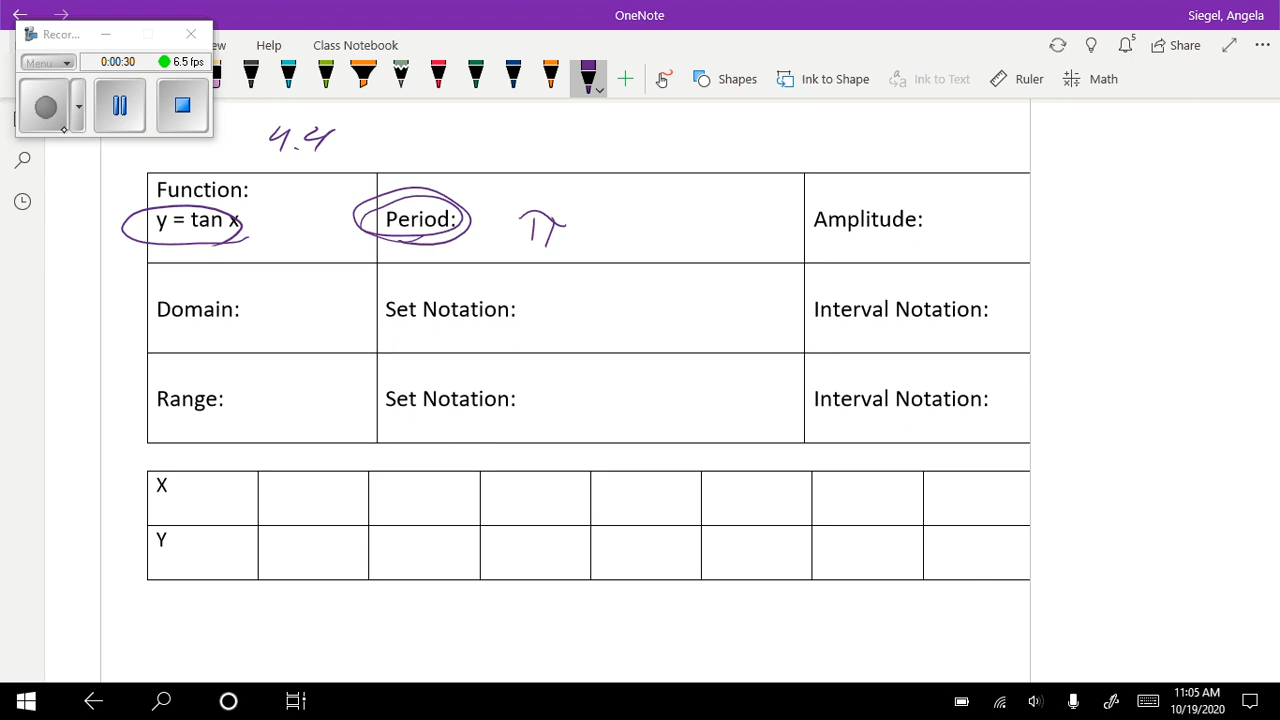 OneNote
Siegel, Angela
Recor...
ew Help Class Notebook
5 Share
Menu 0:00:30 6.5 fps
Shapes Ink to Shape Ink to Text Ruler Math
4.4
Function:
y = tan x
Period: π
Amplitude:
Domain: Set Notation: Interval Notation:
Range: Set Notation: Interval Notation:
X
Y
11:05 AM
10/19/2020